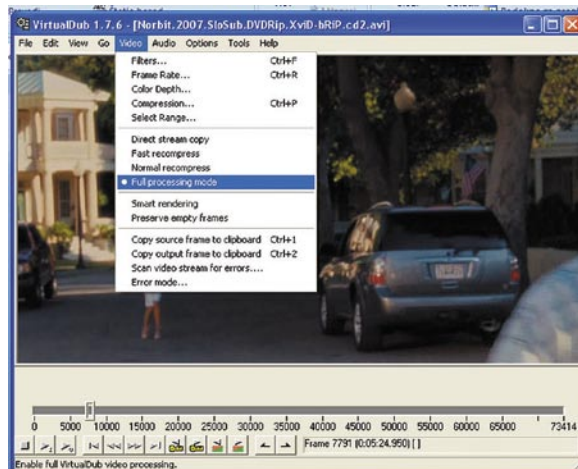 VirtualDub 1.7.6 - [Norbit.2007.SloSub.DVDRip.XviD-bRiP.cd2.avi]
File Edit View Go Video Audio Options Tools Help
Filters... Ctrl+F
Frame Rate... Ctrl+R
Color Depth...
Compression... Ctrl+P
Select Range...
Direct stream copy
Fast recompress
Normal recompress
Full processing mode
Smart rendering
Preserve empty frames
Copy source frame to clipboard Ctrl+1
Copy output frame to clipboard Ctrl+2
Scan video stream for errors....
Error mode...
0 5000 10000 15000 20000 25000 30000 35000 40000 45000 50000 55000 60000 65000 73414
Frame 7791 (0:05:24.950) [ ]
Enable full VirtualDub video processing.